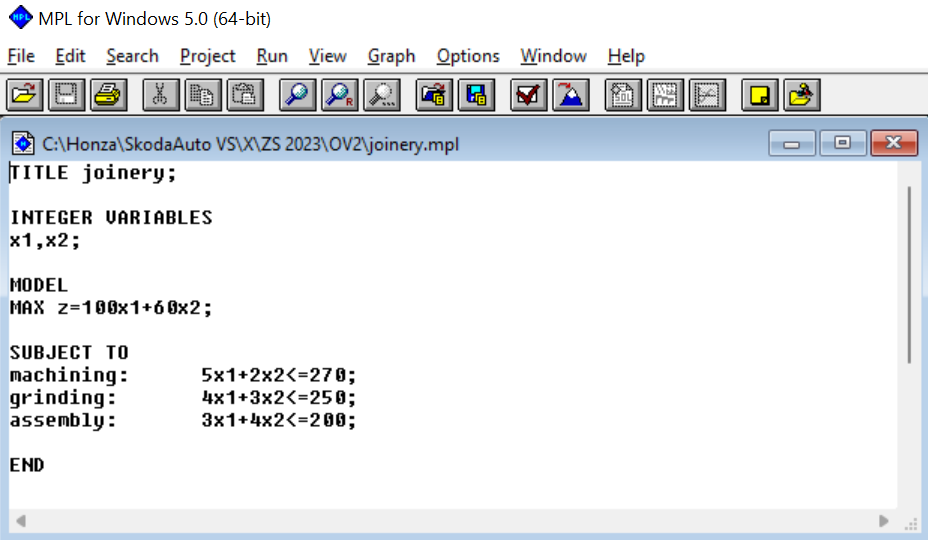 MPL for Windows 5.0 (64-bit)
File Edit Search Project Run View Graph Options Window Help
C:\Honza\SkodaAuto VS\X\ZS 2023\OV2\joinery.mpl
TITLE joinery;
INTEGER VARIABLES
x1,x2;
MODEL
MAX z=100x1+60x2;
SUBJECT TO
machining: 5x1+2x2<=270;
grinding: 4x1+3x2<=250;
assembly: 3x1+4x2<=200;
END